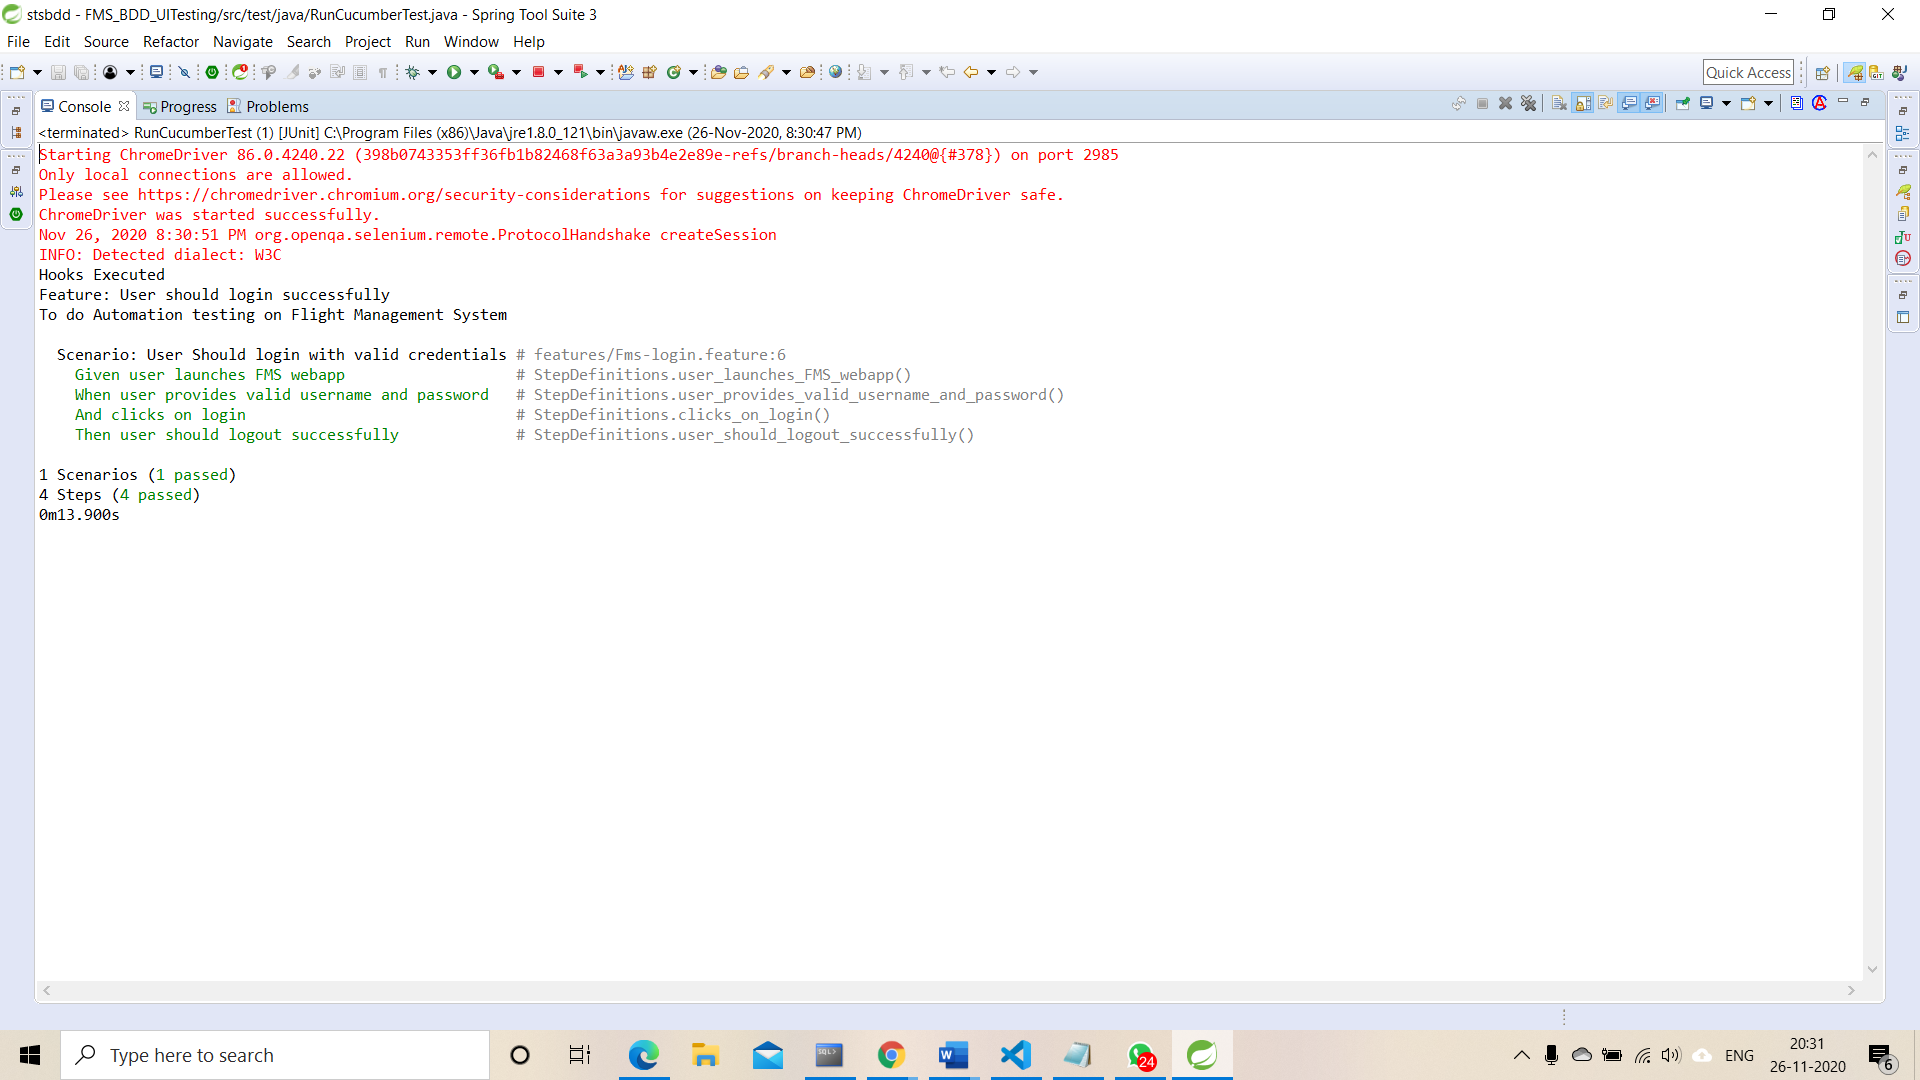 stsbdd - FMS_BDD_UITesting/src/test/java/RunCucumberTest.java - Spring Tool Suite 3
File Edit Source Refactor Navigate Search Project Run Window Help
Quick Access
Console Progress Problems
<terminated> RunCucumberTest (1) [JUnit] C:\Program Files (x86)\Java\jre1.8.0_121\bin\javaw.exe (26-Nov-2020, 8:30:47 PM)
Starting ChromeDriver 86.0.4240.22 (398b0743353ff36fb1b82468f63a3a93b4e2e89e-refs/branch-heads/4240@{#378}) on port 2985
Only local connections are allowed.
Please see https://chromedriver.chromium.org/security-considerations for suggestions on keeping ChromeDriver safe.
ChromeDriver was started successfully.
Nov 26, 2020 8:30:51 PM org.openqa.selenium.remote.ProtocolHandshake createSession
INFO: Detected dialect: W3C
Hooks Executed
Feature: User should login successfully
To do Automation testing on Flight Management System
Scenario: User Should login with valid credentials # features/Fms-login.feature:6
Given user launches FMS webapp # StepDefinitions.user_launches_FMS_webapp()
When user provides valid username and password # StepDefinitions.user_provides_valid_username_and_password()
And clicks on login # StepDefinitions.clicks_on_login()
Then user should logout successfully # StepDefinitions.user_should_logout_successfully()
1 Scenarios (1 passed)
4 Steps (4 passed)
0m13.900s
Type here to search
24
ENG
20:31
26-11-2020
6